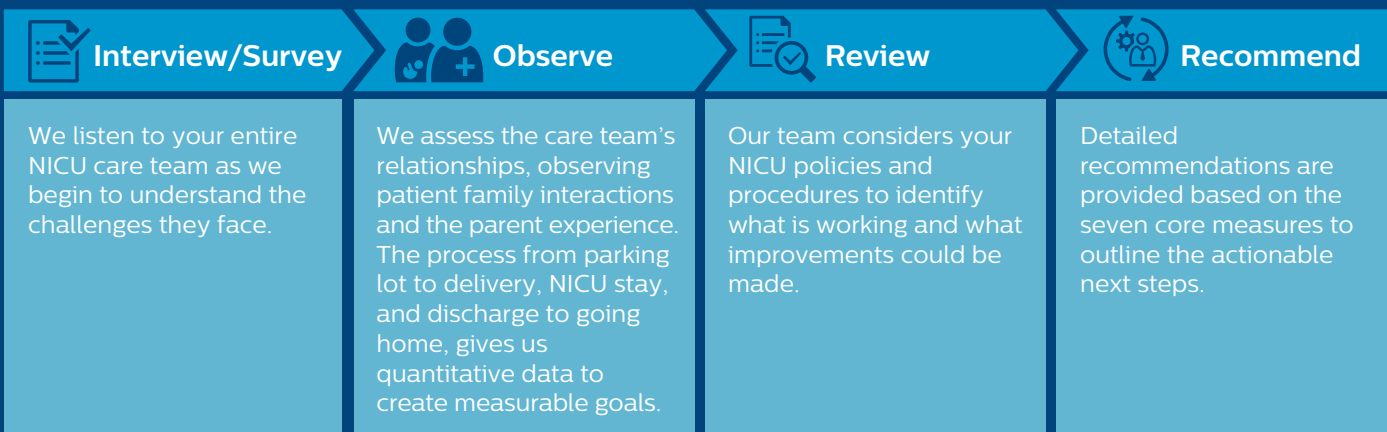 Interview/Survey
We listen to your entire
NICU care team as we
begin to understand the
challenges they face.
Observe
We assess the care team’s
relationships, observing
patient family interactions
and the parent experience.
The process from parking
lot to delivery, NICU stay,
and discharge to going
home, gives us
quantitative data to
create measurable goals.
Review
Our team considers your
NICU policies and
procedures to identify
what is working and what
improvements could be
made.
Recommend
Detailed
recommendations are
provided based on the
seven core measures to
outline the actionable
next steps.